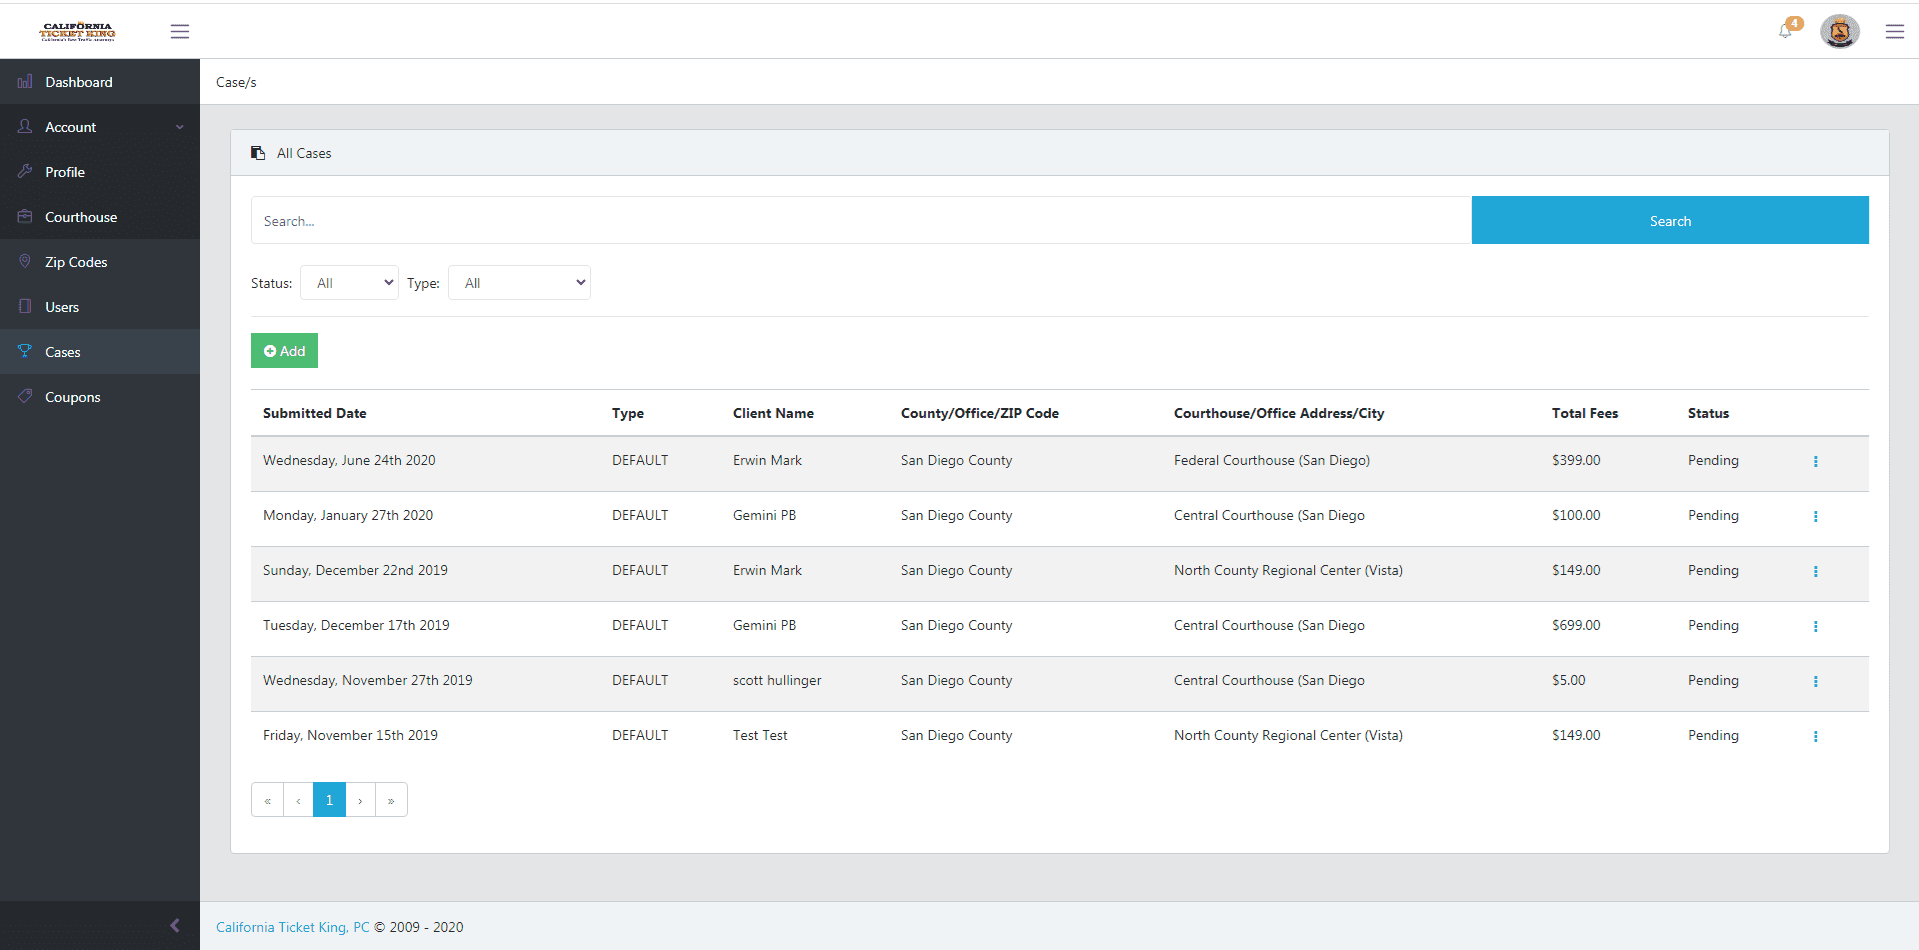 CALIFORNIA
TICKET KING
California's Best Traffic Attorneys
4
Dashboard
Account
Profile
Courthouse
Zip Codes
Users
Cases
Coupons
Case/s
All Cases
Search...
Search
Status: All Type: All
Add
Submitted Date Type Client Name County/Office/ZIP Code Courthouse/Office Address/City Total Fees Status
Wednesday, June 24th 2020 DEFAULT Erwin Mark San Diego County Federal Courthouse (San Diego) $399.00 Pending
Monday, January 27th 2020 DEFAULT Gemini PB San Diego County Central Courthouse (San Diego $100.00 Pending
Sunday, December 22nd 2019 DEFAULT Erwin Mark San Diego County North County Regional Center (Vista) $149.00 Pending
Tuesday, December 17th 2019 DEFAULT Gemini PB San Diego County Central Courthouse (San Diego $699.00 Pending
Wednesday, November 27th 2019 DEFAULT scott hullinger San Diego County Central Courthouse (San Diego $5.00 Pending
Friday, November 15th 2019 DEFAULT Test Test San Diego County North County Regional Center (Vista) $149.00 Pending
« ‹ 1 › »
California Ticket King, PC © 2009 - 2020